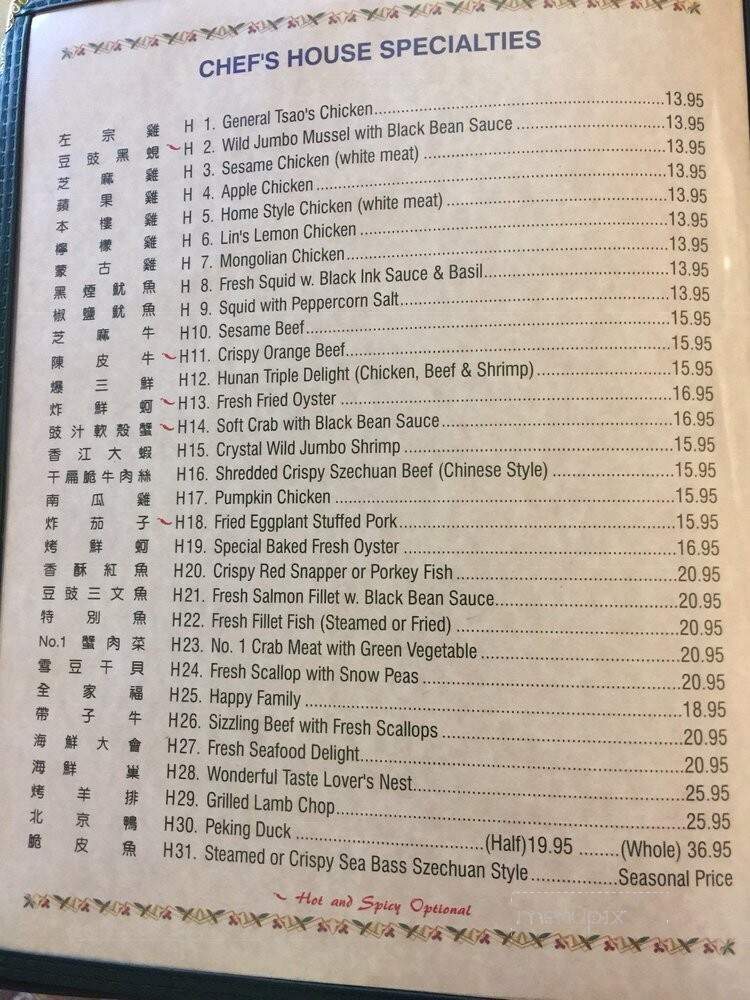 CHEF'S HOUSE SPECIALTIES
左宗雞 H 1. General Tsao's Chicken 13.95
豆豉黑蜆 H 2. Wild Jumbo Mussel with Black Bean Sauce 13.95
芝麻雞 H 3. Sesame Chicken (white meat) 13.95
蘋果雞 H 4. Apple Chicken 13.95
本樓雞 H 5. Home Style Chicken (white meat) 13.95
檸檬雞 H 6. Lin's Lemon Chicken 13.95
蒙古雞 H 7. Mongolian Chicken 13.95
黑煙魷魚 H 8. Fresh Squid w. Black Ink Sauce & Basil 13.95
椒鹽魷魚 H 9. Squid with Peppercorn Salt 13.95
芝麻牛 H10. Sesame Beef 15.95
陳皮牛 H11. Crispy Orange Beef 15.95
爆三鮮 H12. Hunan Triple Delight (Chicken, Beef & Shrimp) 15.95
炸鮮蚵 H13. Fresh Fried Oyster 16.95
豉汁軟殼蟹 H14. Soft Crab with Black Bean Sauce 16.95
香江大蝦 H15. Crystal Wild Jumbo Shrimp 15.95
干扁脆牛肉絲 H16. Shredded Crispy Szechuan Beef (Chinese Style) 15.95
南瓜雞 H17. Pumpkin Chicken 15.95
炸茄子 H18. Fried Eggplant Stuffed Pork 15.95
烤鮮蚵 H19. Special Baked Fresh Oyster 16.95
香酥紅魚 H20. Crispy Red Snapper or Porkey Fish 20.95
豆豉三文魚 H21. Fresh Salmon Fillet w. Black Bean Sauce 20.95
特別魚 H22. Fresh Fillet Fish (Steamed or Fried) 20.95
No.1 蟹肉菜 H23. No. 1 Crab Meat with Green Vegetable 20.95
雪豆干貝 H24. Fresh Scallop with Snow Peas 20.95
全家福 H25. Happy Family 18.95
帶子牛 H26. Sizzling Beef with Fresh Scallops 20.95
海鮮大會 H27. Fresh Seafood Delight 20.95
海鮮巢 H28. Wonderful Taste Lover's Nest 25.95
烤羊排 H29. Grilled Lamb Chop 25.95
北京鴨 H30. Peking Duck (Half)19.95 (Whole) 36.95
脆皮魚 H31. Steamed or Crispy Sea Bass Szechuan Style Seasonal Price
Hot and Spicy Optional
menupix